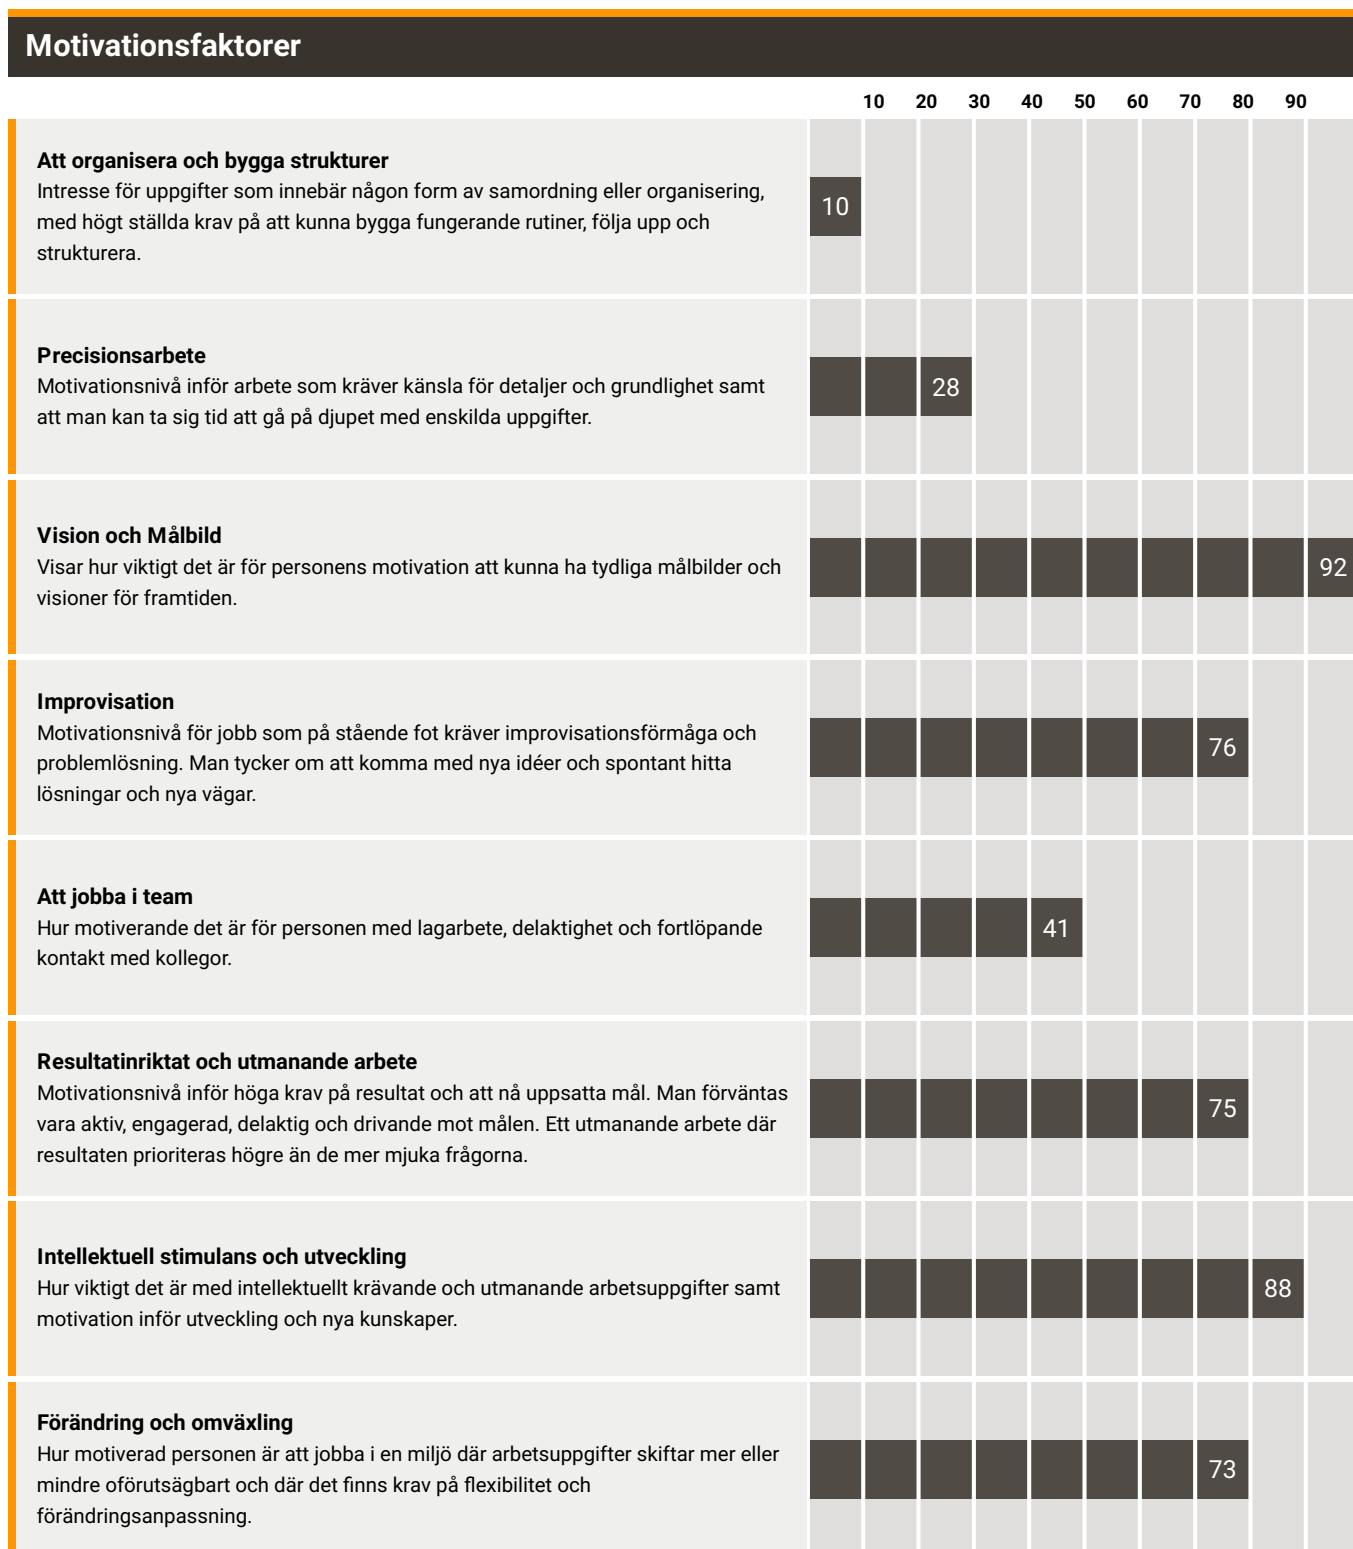 Motivationsfaktorer
10 20 30 40 50 60 70 80 90
Att organisera och bygga strukturer
Intresse för uppgifter som innebär någon form av samordning eller organisering,
med högt ställda krav på att kunna bygga fungerande rutiner, följa upp och
strukturera.
10
Precisionsarbete
Motivationsnivå inför arbete som kräver känsla för detaljer och grundlighet samt
att man kan ta sig tid att gå på djupet med enskilda uppgifter.
28
Vision och Målbild
Visar hur viktigt det är för personens motivation att kunna ha tydliga målbilder och
visioner för framtiden.
92
Improvisation
Motivationsnivå för jobb som på stående fot kräver improvisationsförmåga och
problemlösning. Man tycker om att komma med nya idéer och spontant hitta
lösningar och nya vägar.
76
Att jobba i team
Hur motiverande det är för personen med lagarbete, delaktighet och fortlöpande
kontakt med kollegor.
41
Resultatinriktat och utmanande arbete
Motivationsnivå inför höga krav på resultat och att nå uppsatta mål. Man förväntas
vara aktiv, engagerad, delaktig och drivande mot målen. Ett utmanande arbete där
resultaten prioriteras högre än de mer mjuka frågorna.
75
Intellektuell stimulans och utveckling
Hur viktigt det är med intellektuellt krävande och utmanande arbetsuppgifter samt
motivation inför utveckling och nya kunskaper.
88
Förändring och omväxling
Hur motiverad personen är att jobba i en miljö där arbetsuppgifter skiftar mer eller
mindre oförutsägbart och där det finns krav på flexibilitet och
förändringsanpassning.
73